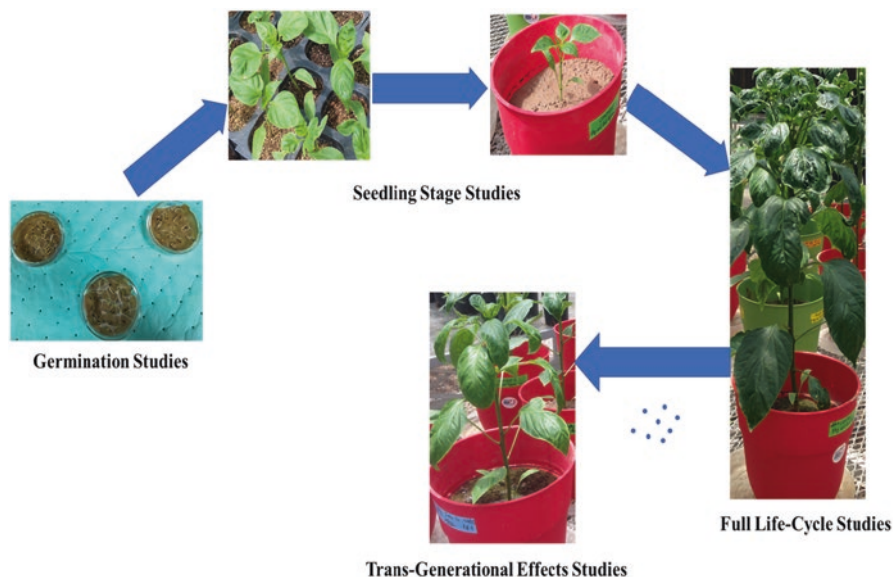 Seedling Stage Studies
Germination Studies
Full Life-Cycle Studies
Trans-Generational Effects Studies